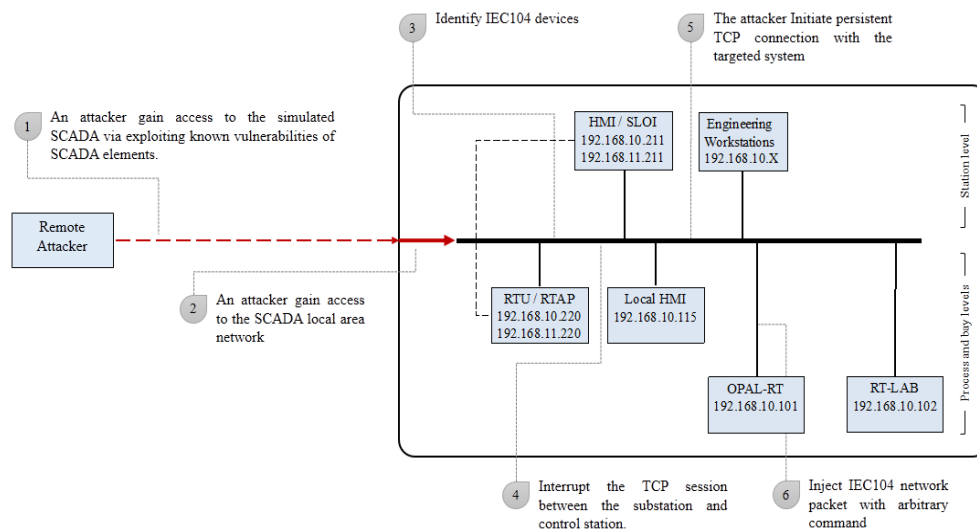 3
Identify IEC104 devices
5
The attacker Initiate persistent
TCP connection with the
targeted system
1
An attacker gain access to the simulated
SCADA via exploiting known vulnerabilities of
SCADA elements.
HMI / SLOI
192.168.10.211
192.168.11.211
Engineering
Workstations
192.168.10.X
Station level
Remote
Attacker
2
An attacker gain access
to the SCADA local area
network
RTU / RTAP
192.168.10.220
192.168.11.220
Local HMI
192.168.10.115
OPAL-RT
192.168.10.101
RT-LAB
192.168.10.102
Process and bay levels
4
Interrupt the TCP session
between the substation and
control station.
6
Inject IEC104 network
packet with arbitrary
command